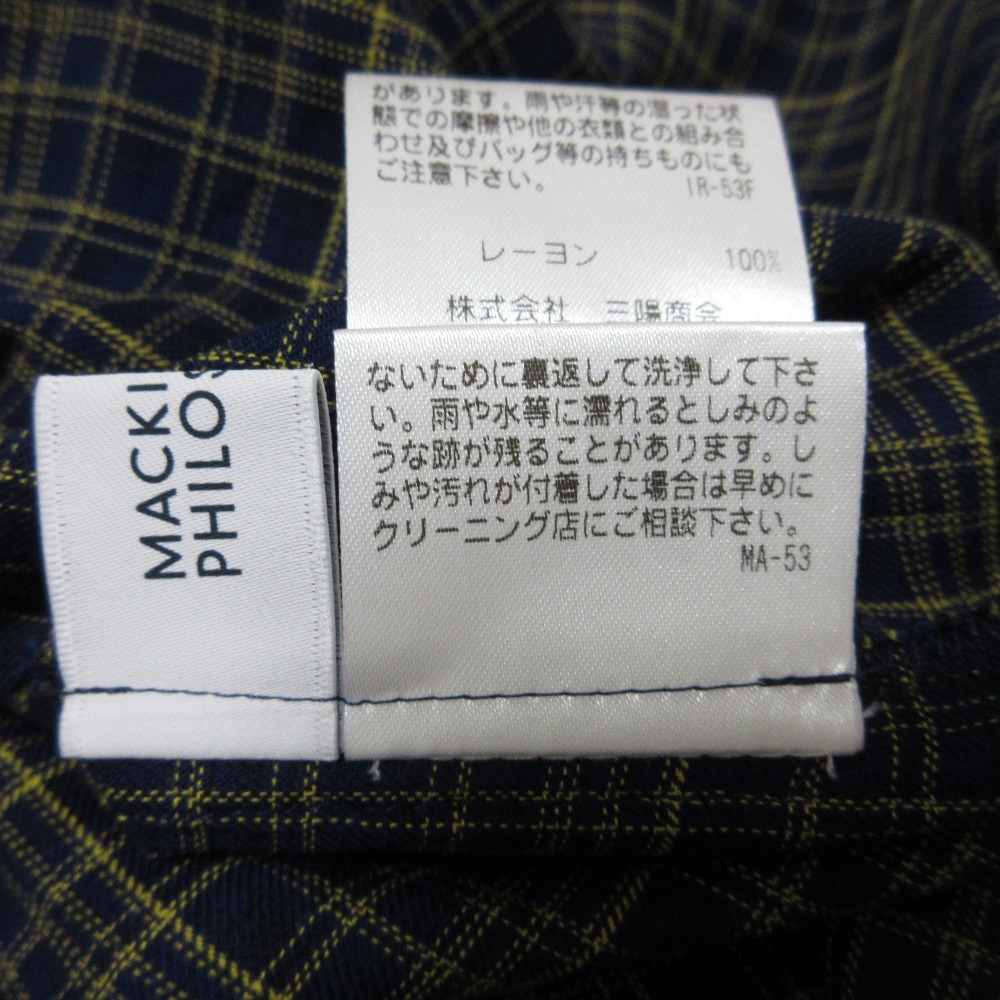 があります。雨や汗等の湿った状
態での摩擦や他の衣類との組み合
わせ及びバッグ等の持ちものにも
ご注意下さい。
IR-53F
レーヨン 100%
株式会社 三陽商会
ないために裏返して洗浄して下さ
い。雨や水等に濡れるとしみのよ
うな跡が残ることがあります。し
みや汚れが付着した場合は早めに
クリーニング店にご相談下さい。
MA-53
MACKI
PHILOS